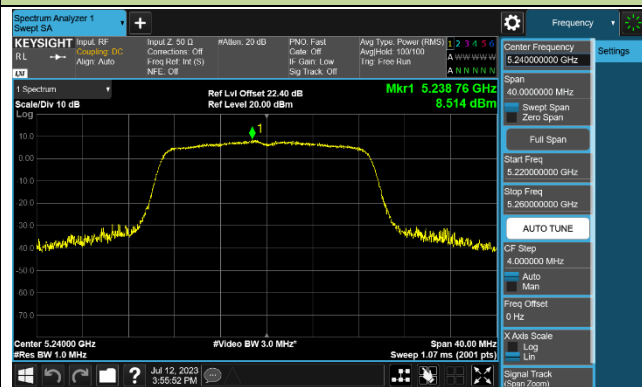 Spectrum Analyzer 1
Swept SA
Frequency
KEYSIGHT
RL
LXI
Input: RF
Coupling: DC
Align: Auto
Input Z: 50 Ω
Corrections: Off
Freq Ref: Int (S)
NFE: Off
#Atten: 20 dB
PNO: Fast
Gate: Off
IF Gain: Low
Sig Track: Off
Avg Type: Power (RMS)
Avg|Hold: 100/100
Trig: Free Run
1 2 3 4 5 6
A W W W W W
A N N N N N
1 Spectrum
Scale/Div 10 dB
Log
Ref Lvl Offset 22.40 dB
Ref Level 20.00 dBm
Mkr1 5.238 76 GHz
8.514 dBm
1
10.0
0.00
-10.0
-20.0
-30.0
-40.0
-50.0
-60.0
-70.0
Center 5.24000 GHz
#Res BW 1.0 MHz
#Video BW 3.0 MHz*
Span 40.00 MHz
Sweep 1.07 ms (2001 pts)
Center Frequency
5.240000000 GHz
Settings
Span
40.0000000 MHz
Swept Span
Zero Span
Full Span
Start Freq
5.220000000 GHz
Stop Freq
5.260000000 GHz
AUTO TUNE
CF Step
4.000000 MHz
Auto
Man
Freq Offset
0 Hz
X Axis Scale
Log
Lin
Signal Track
(Span Zoom)
?
Jul 12, 2023
3:55:52 PM